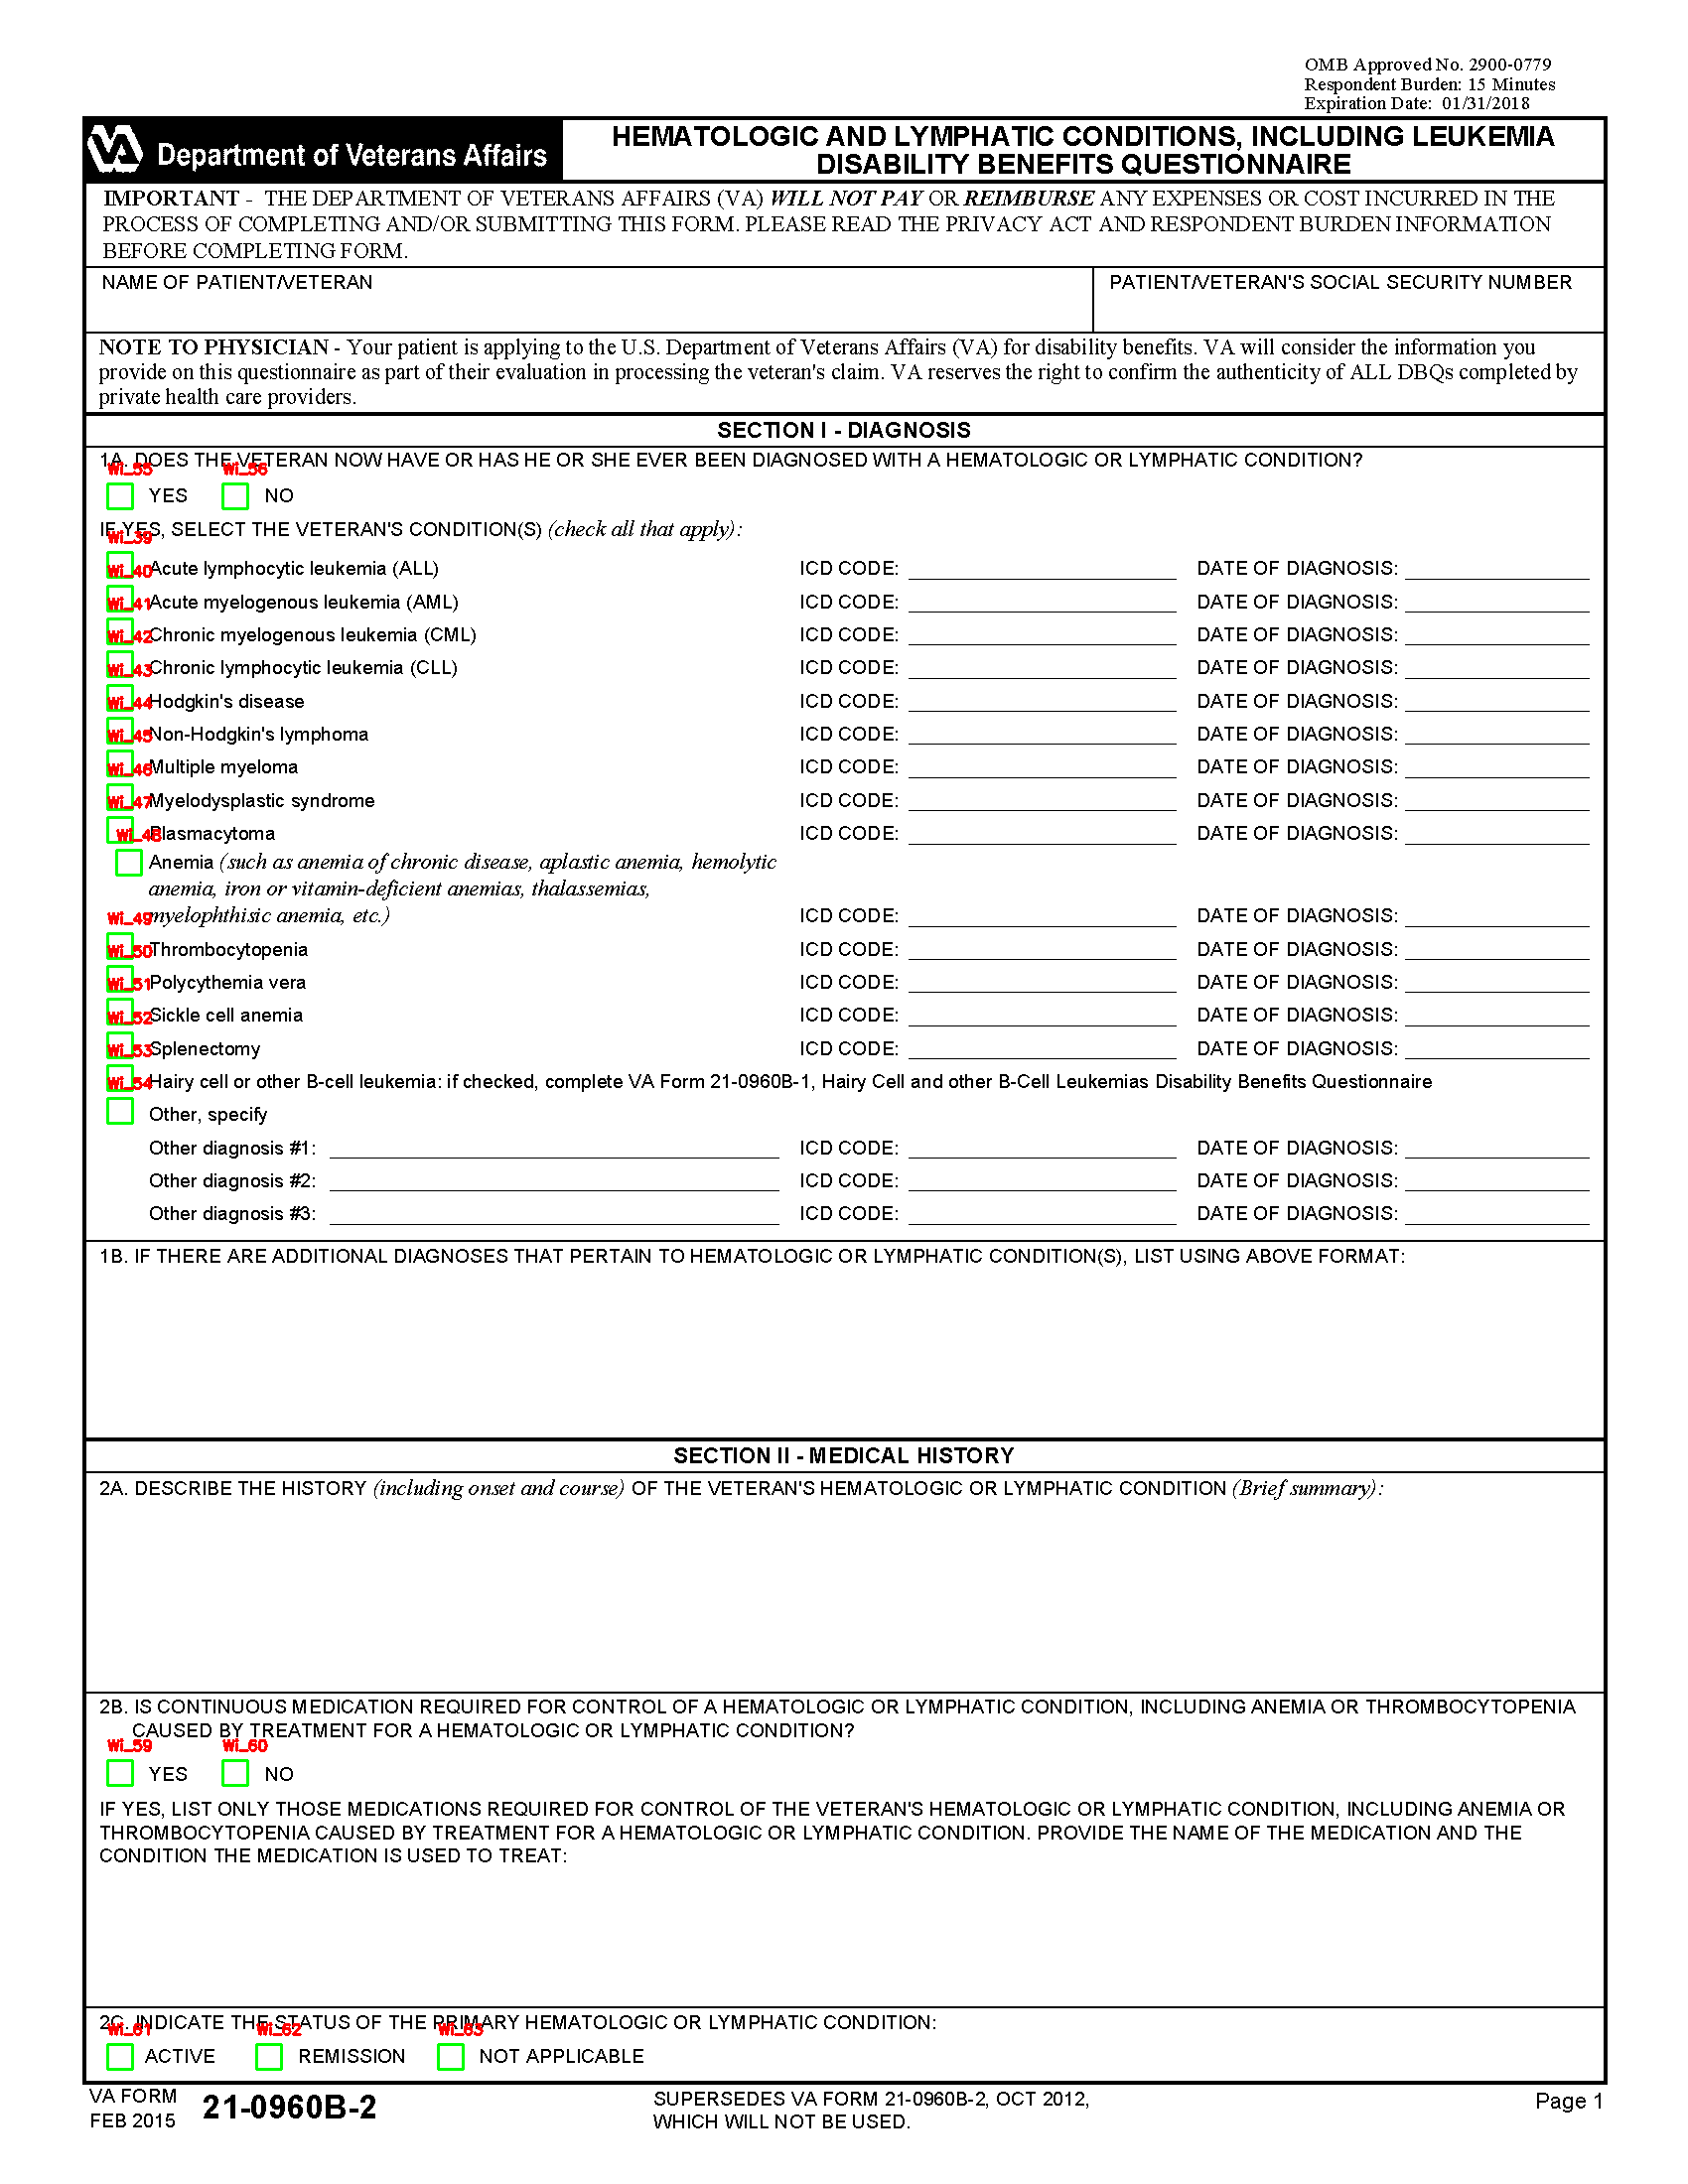 OMB Approved No. 2900-0779
Respondent Burden: 15 Minutes
Expiration Date: 01/31/2018
VA Department of Veterans Affairs
HEMATOLOGIC AND LYMPHATIC CONDITIONS, INCLUDING LEUKEMIA
DISABILITY BENEFITS QUESTIONNAIRE
IMPORTANT - THE DEPARTMENT OF VETERANS AFFAIRS (VA) WILL NOT PAY OR REIMBURSE ANY EXPENSES OR COST INCURRED IN THE
PROCESS OF COMPLETING AND/OR SUBMITTING THIS FORM. PLEASE READ THE PRIVACY ACT AND RESPONDENT BURDEN INFORMATION
BEFORE COMPLETING FORM.
NAME OF PATIENT/VETERAN
PATIENT/VETERAN'S SOCIAL SECURITY NUMBER
NOTE TO PHYSICIAN - Your patient is applying to the U.S. Department of Veterans Affairs (VA) for disability benefits. VA will consider the information you
provide on this questionnaire as part of their evaluation in processing the veteran's claim. VA reserves the right to confirm the authenticity of ALL DBQs completed by
private health care providers.
SECTION I - DIAGNOSIS
1A. DOES THE VETERAN NOW HAVE OR HAS HE OR SHE EVER BEEN DIAGNOSED WITH A HEMATOLOGIC OR LYMPHATIC CONDITION?
Wi_55 Wi_56
YES NO
IF YES, SELECT THE VETERAN'S CONDITION(S) (check all that apply):
Wi_39
Acute lymphocytic leukemia (ALL) ICD CODE: DATE OF DIAGNOSIS:
Wi_40
Acute myelogenous leukemia (AML) ICD CODE: DATE OF DIAGNOSIS:
Wi_41
Chronic myelogenous leukemia (CML) ICD CODE: DATE OF DIAGNOSIS:
Wi_42
Chronic lymphocytic leukemia (CLL) ICD CODE: DATE OF DIAGNOSIS:
Wi_43
Hodgkin's disease ICD CODE: DATE OF DIAGNOSIS:
Wi_44
Non-Hodgkin's lymphoma ICD CODE: DATE OF DIAGNOSIS:
Wi_45
Multiple myeloma ICD CODE: DATE OF DIAGNOSIS:
Wi_46
Myelodysplastic syndrome ICD CODE: DATE OF DIAGNOSIS:
Wi_47
Plasmacytoma ICD CODE: DATE OF DIAGNOSIS:
Wi_48
Anemia (such as anemia of chronic disease, aplastic anemia, hemolytic
anemia, iron or vitamin-deficient anemias, thalassemias,
myelophthisic anemia, etc.) ICD CODE: DATE OF DIAGNOSIS:
Wi_49
Thrombocytopenia ICD CODE: DATE OF DIAGNOSIS:
Wi_50
Polycythemia vera ICD CODE: DATE OF DIAGNOSIS:
Wi_51
Sickle cell anemia ICD CODE: DATE OF DIAGNOSIS:
Wi_52
Splenectomy ICD CODE: DATE OF DIAGNOSIS:
Wi_53
Hairy cell or other B-cell leukemia: if checked, complete VA Form 21-0960B-1, Hairy Cell and other B-Cell Leukemias Disability Benefits Questionnaire
Wi_54
Other, specify
Other diagnosis #1: ICD CODE: DATE OF DIAGNOSIS:
Other diagnosis #2: ICD CODE: DATE OF DIAGNOSIS:
Other diagnosis #3: ICD CODE: DATE OF DIAGNOSIS:
1B. IF THERE ARE ADDITIONAL DIAGNOSES THAT PERTAIN TO HEMATOLOGIC OR LYMPHATIC CONDITION(S), LIST USING ABOVE FORMAT:
SECTION II - MEDICAL HISTORY
2A. DESCRIBE THE HISTORY (including onset and course) OF THE VETERAN'S HEMATOLOGIC OR LYMPHATIC CONDITION (Brief summary):
2B. IS CONTINUOUS MEDICATION REQUIRED FOR CONTROL OF A HEMATOLOGIC OR LYMPHATIC CONDITION, INCLUDING ANEMIA OR THROMBOCYTOPENIA
CAUSED BY TREATMENT FOR A HEMATOLOGIC OR LYMPHATIC CONDITION?
Wi_59 Wi_60
YES NO
IF YES, LIST ONLY THOSE MEDICATIONS REQUIRED FOR CONTROL OF THE VETERAN'S HEMATOLOGIC OR LYMPHATIC CONDITION, INCLUDING ANEMIA OR
THROMBOCYTOPENIA CAUSED BY TREATMENT FOR A HEMATOLOGIC OR LYMPHATIC CONDITION. PROVIDE THE NAME OF THE MEDICATION AND THE
CONDITION THE MEDICATION IS USED TO TREAT:
2C. INDICATE THE STATUS OF THE PRIMARY HEMATOLOGIC OR LYMPHATIC CONDITION:
Wi_61 Wi_62 Wi_63
ACTIVE REMISSION NOT APPLICABLE
VA FORM
FEB 2015 21-0960B-2
SUPERSEDES VA FORM 21-0960B-2, OCT 2012,
WHICH WILL NOT BE USED.
Page 1